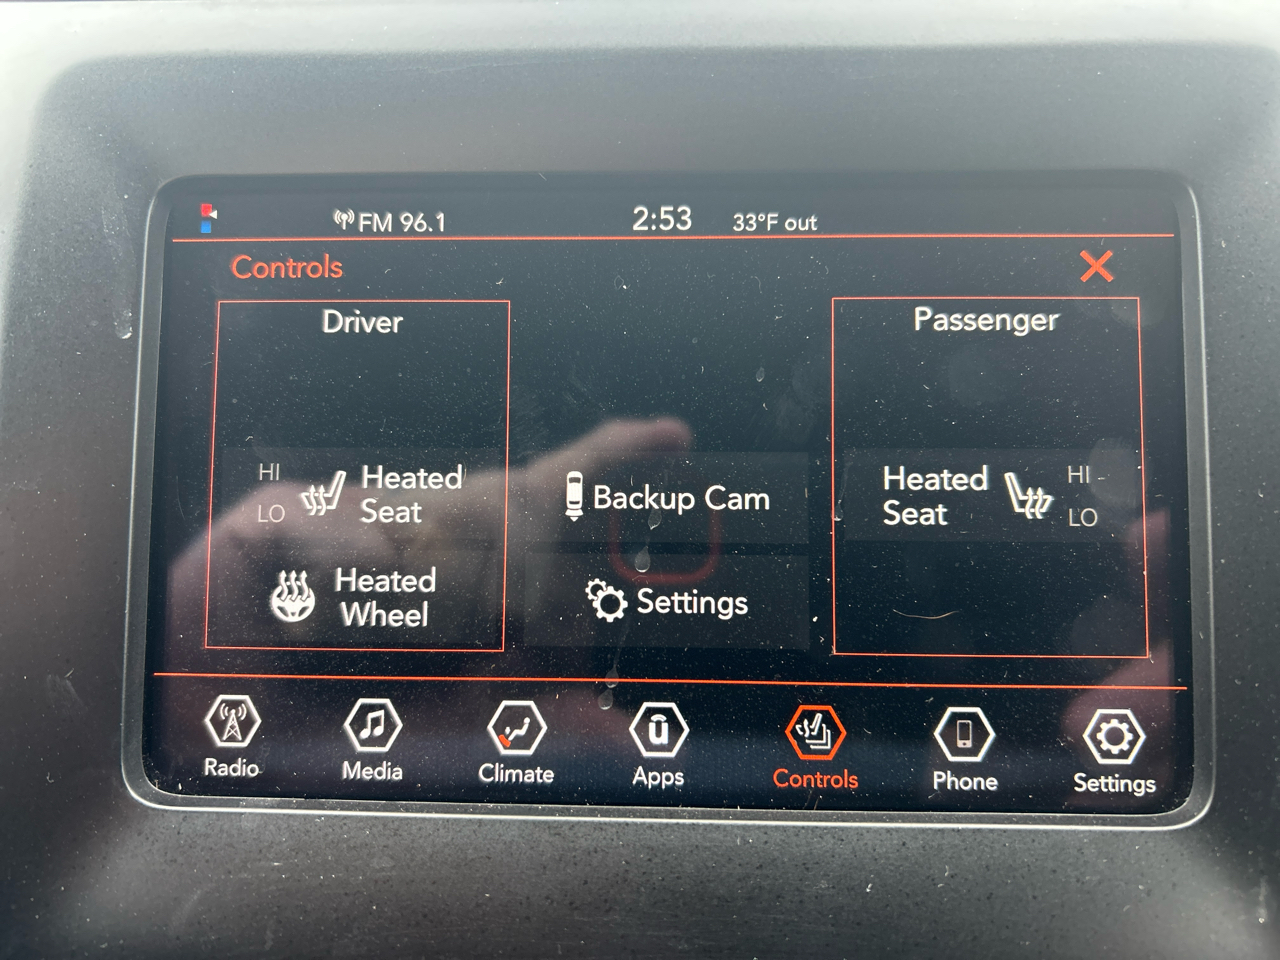 FM 96.1 2:53 33°F out
Controls
Driver
Passenger
HI
LO
Heated
Seat
Backup Cam
Heated
Seat
HI
LO
Heated
Wheel
Settings
Radio Media Climate Apps Controls Phone Settings